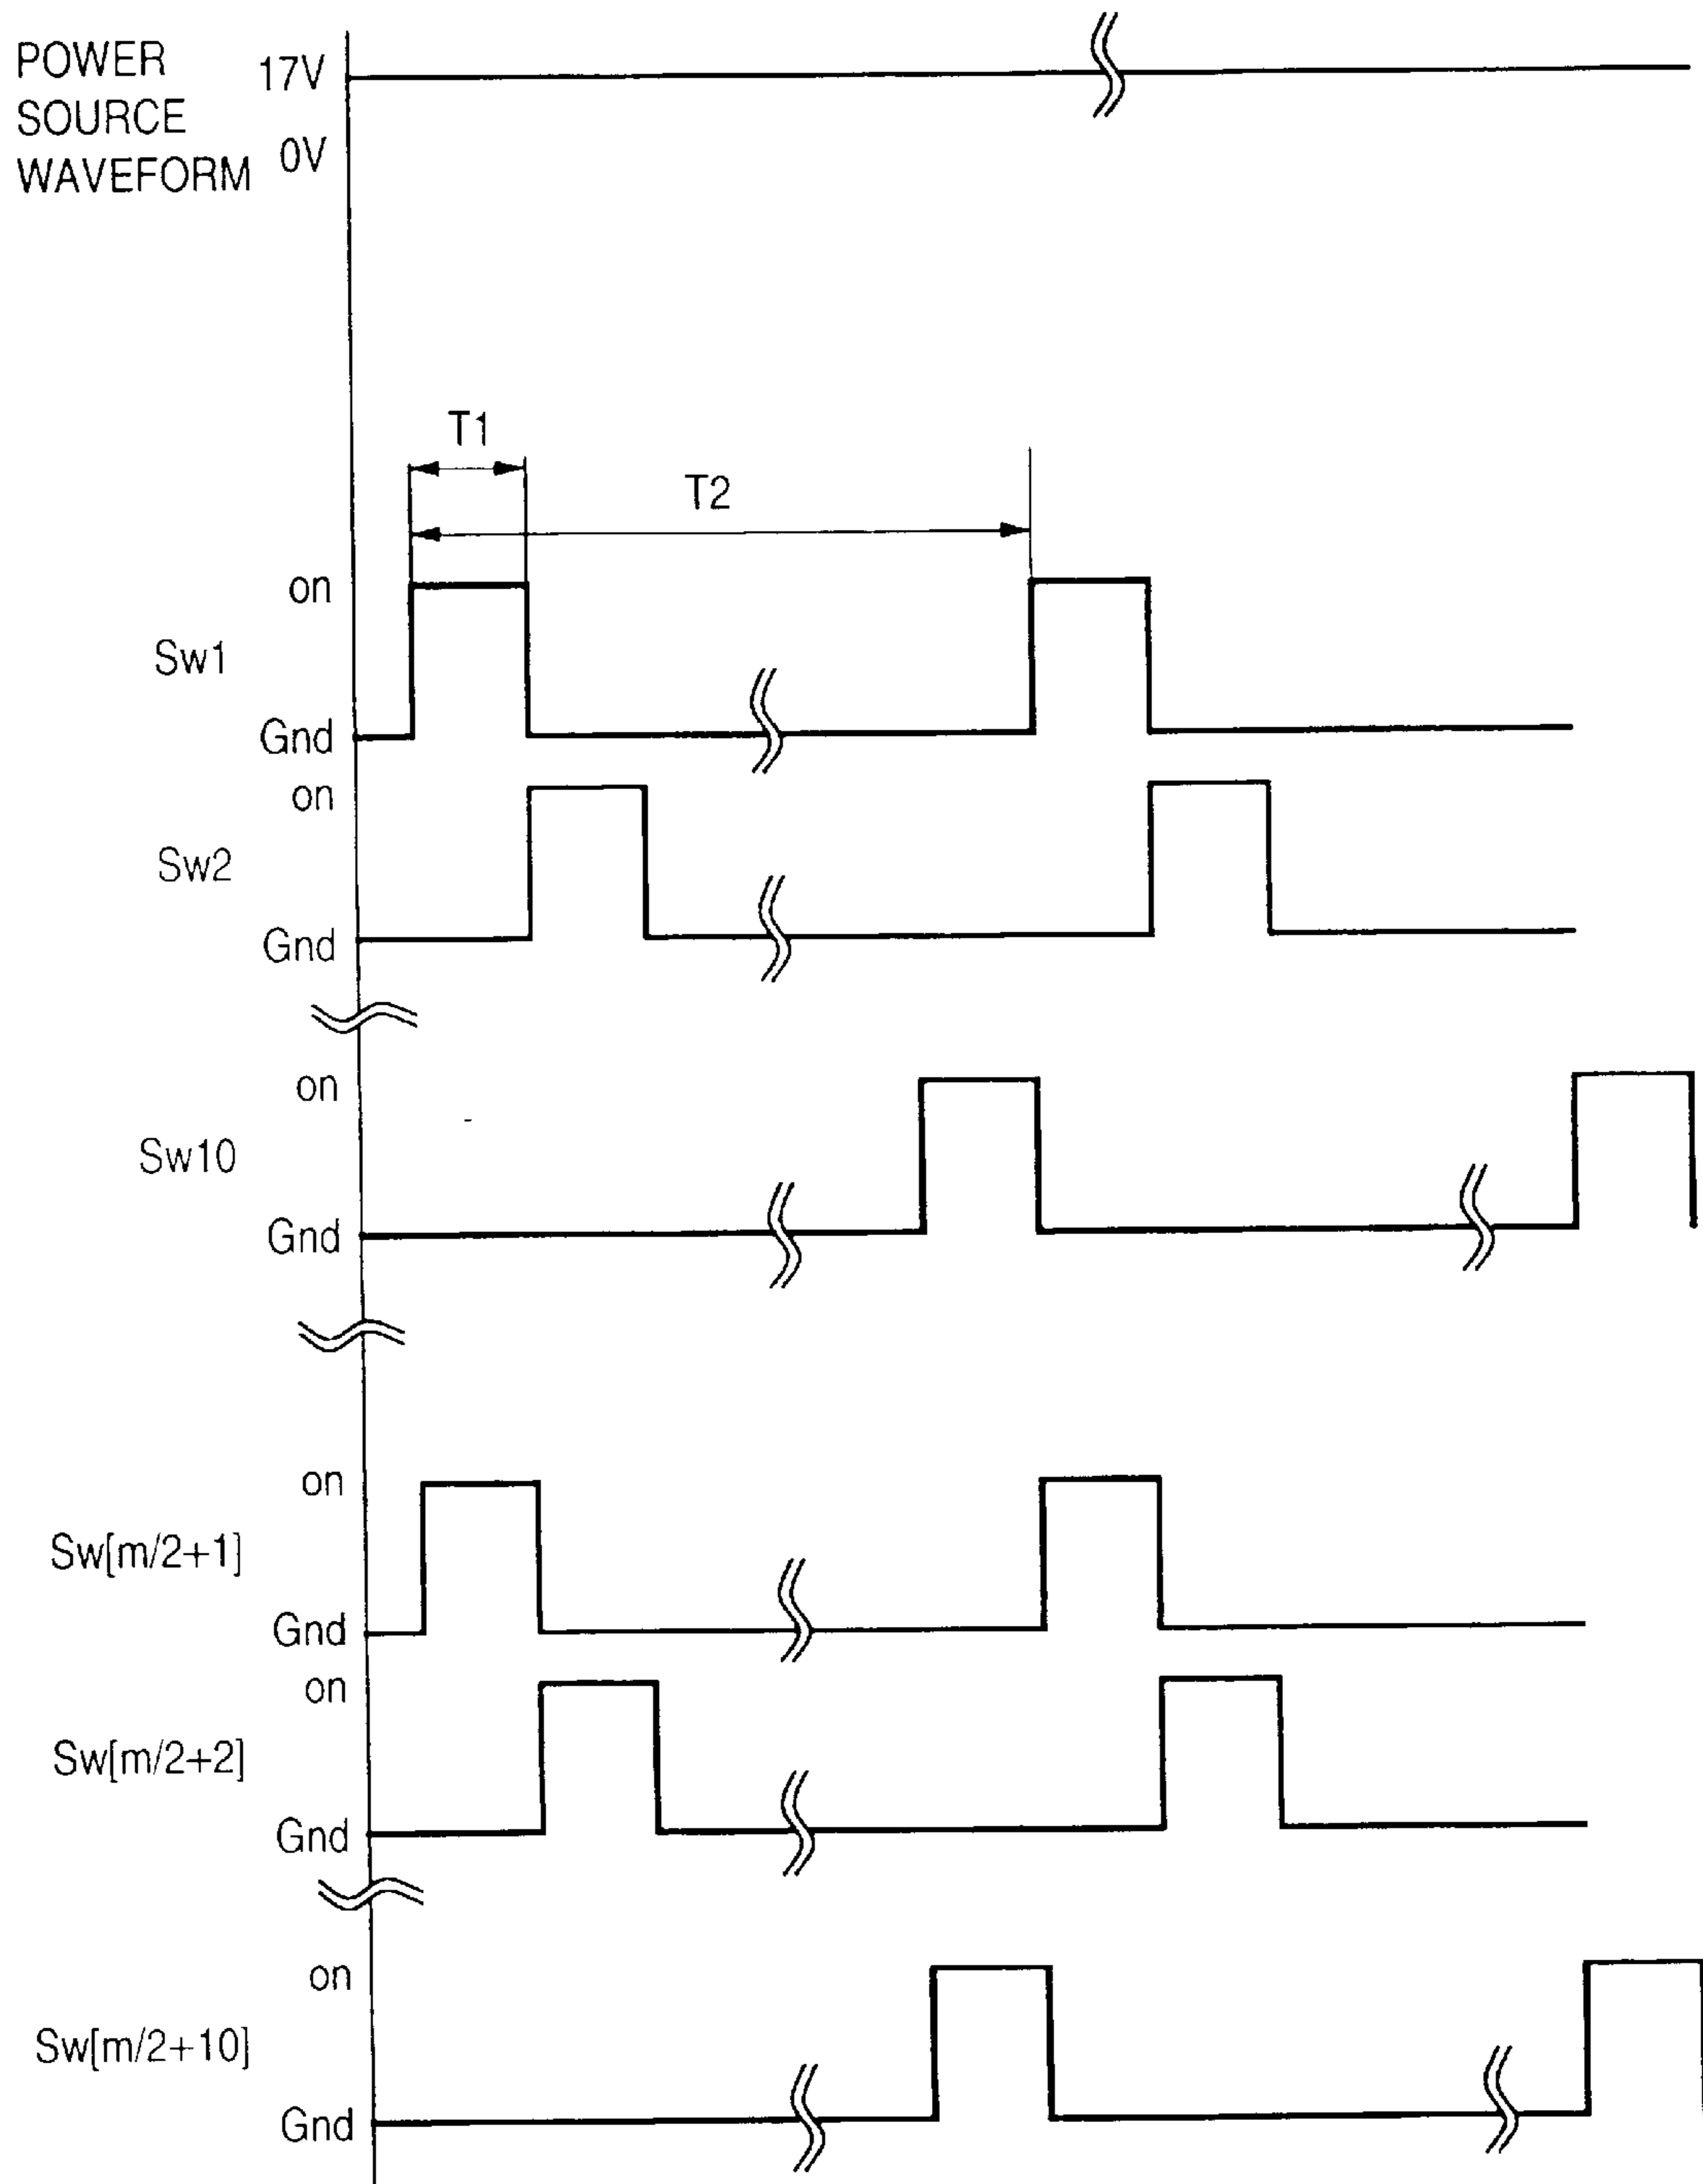 POWER
SOURCE
WAVEFORM
17V
0V
T1
T2
on
Sw1
Gnd
on
Sw2
Gnd
on
Sw10
Gnd
on
Sw[m/2+1]
Gnd
on
Sw[m/2+2]
Gnd
on
Sw[m/2+10]
Gnd